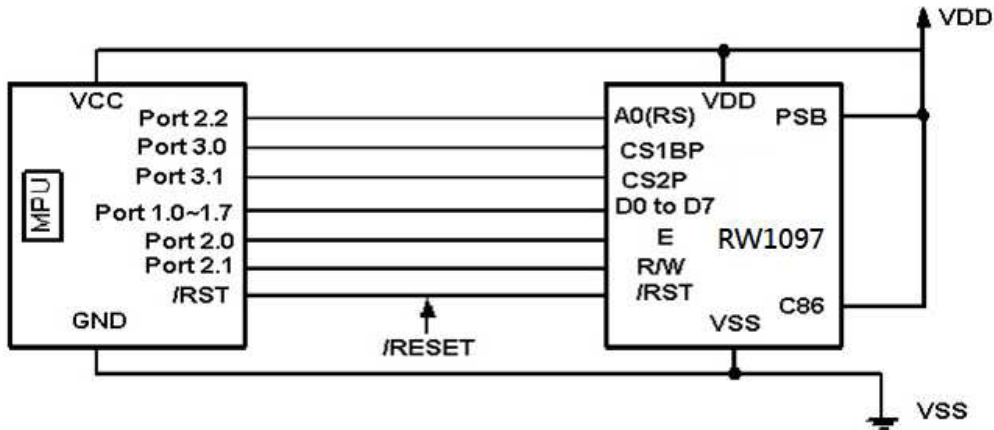 VDD
VCC
Port 2.2
Port 3.0
Port 3.1
Port 1.0~1.7
Port 2.0
Port 2.1
/RST
GND
MPU
/RESET
VDD
A0(RS)
PSB
CS1BP
CS2P
D0 to D7
E
RW1097
R/W
/RST
C86
VSS
VSS